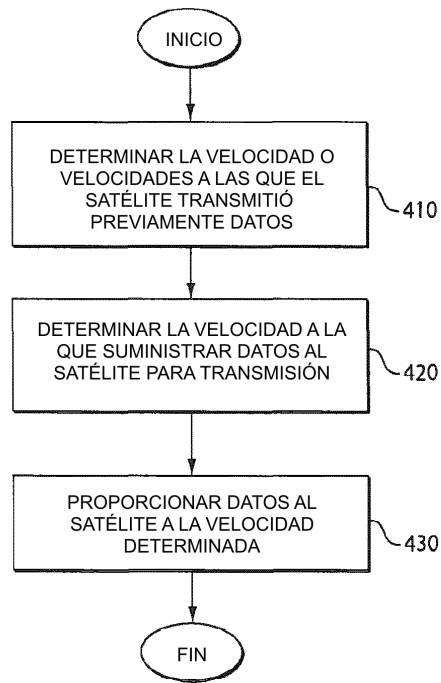 INICIO
DETERMINAR LA VELOCIDAD O
VELOCIDADES A LAS QUE EL
SATÉLITE TRANSMITIÓ
PREVIAMENTE DATOS
410
DETERMINAR LA VELOCIDAD A LA
QUE SUMINISTRAR DATOS AL
SATÉLITE PARA TRANSMISIÓN
420
PROPORCIONAR DATOS AL
SATÉLITE A LA VELOCIDAD
DETERMINADA
430
FIN